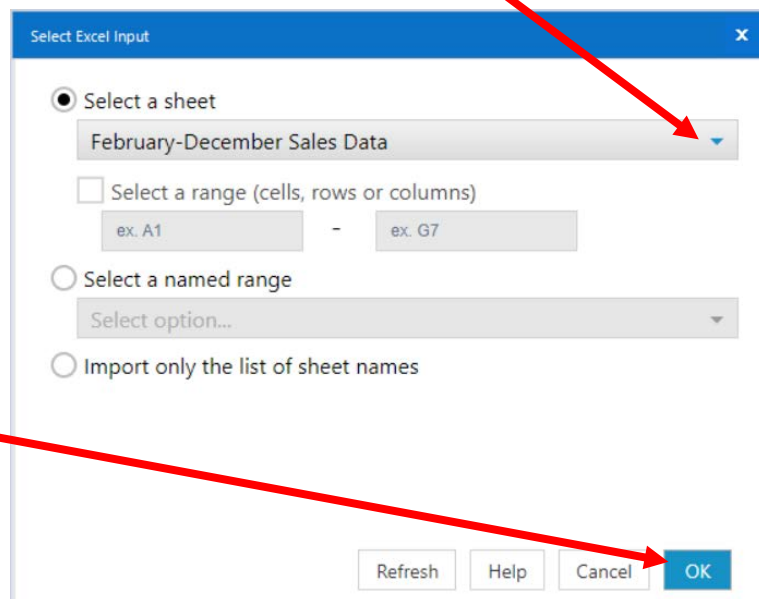 Select Excel Input x
Select a sheet
February-December Sales Data
Select a range (cells, rows or columns)
ex. A1 - ex. G7
Select a named range
Select option...
Import only the list of sheet names
Refresh Help Cancel OK